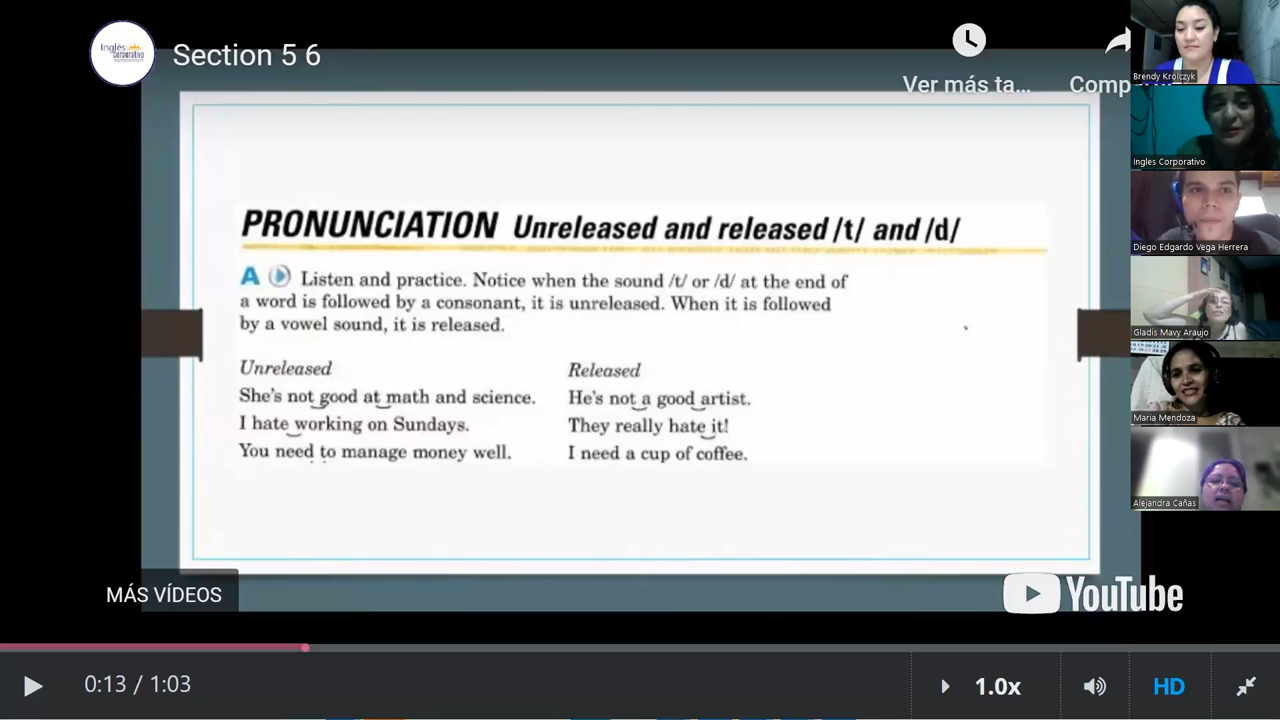 Inglés
Corporativo
Section 5 6
Ver más ta...
Brendy Królczyk
Ingles Corporativo
Diego Edgardo Vega Herrera
Gladis Mavy Araujo
Maria Mendoza
Alejandra Cañas
PRONUNCIATION Unreleased and released /t/ and /d/
A Listen and practice. Notice when the sound /t/ or /d/ at the end of
a word is followed by a consonant, it is unreleased. When it is followed
by a vowel sound, it is released.
Unreleased
She's not good at math and science.
I hate working on Sundays.
You need to manage money well.
Released
He's not a good artist.
They really hate it!
I need a cup of coffee.
MÁS VÍDEOS
YouTube
0:13 / 1:03
1.0x
HD